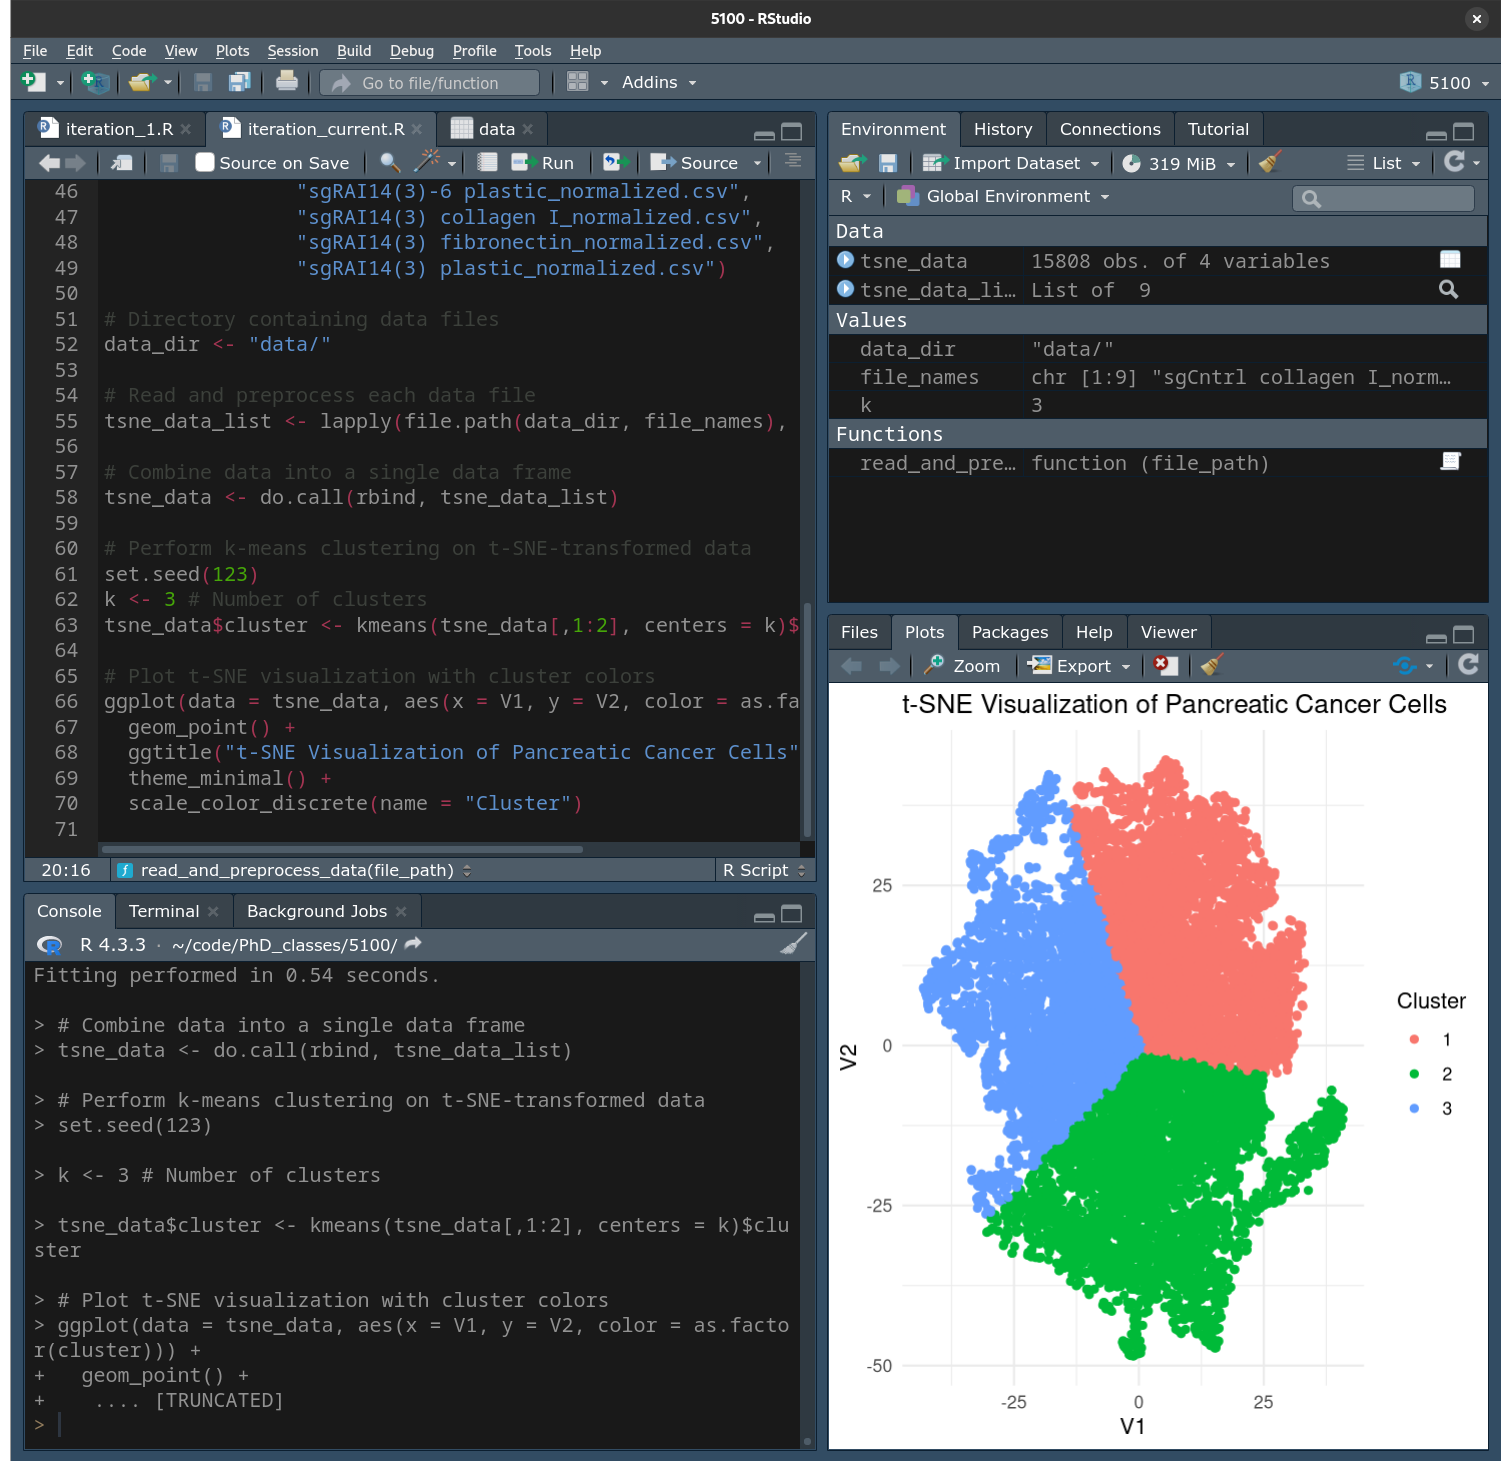 5100 - RStudio
File Edit Code View Plots Session Build Debug Profile Tools Help
Go to file/function
Addins
5100
iteration_1.R
iteration_current.R
data
Source on Save
Run
Source
46 "sgRAI14(3)-6 plastic_normalized.csv",
47 "sgRAI14(3) collagen I_normalized.csv",
48 "sgRAI14(3) fibronectin_normalized.csv",
49 "sgRAI14(3) plastic_normalized.csv")
50
51 # Directory containing data files
52 data_dir <- "data/"
53
54 # Read and preprocess each data file
55 tsne_data_list <- lapply(file.path(data_dir, file_names),
56
57 # Combine data into a single data frame
58 tsne_data <- do.call(rbind, tsne_data_list)
59
60 # Perform k-means clustering on t-SNE-transformed data
61 set.seed(123)
62 k <- 3 # Number of clusters
63 tsne_data$cluster <- kmeans(tsne_data[,1:2], centers = k)$
64
65 # Plot t-SNE visualization with cluster colors
66 ggplot(data = tsne_data, aes(x = V1, y = V2, color = as.fa
67 geom_point() +
68 ggtitle("t-SNE Visualization of Pancreatic Cancer Cells"
69 theme_minimal() +
70 scale_color_discrete(name = "Cluster")
71
20:16
read_and_preprocess_data(file_path)
R Script
Console
Terminal
Background Jobs
R 4.3.3 · ~/code/PhD_classes/5100/
Fitting performed in 0.54 seconds.
> # Combine data into a single data frame
> tsne_data <- do.call(rbind, tsne_data_list)
> # Perform k-means clustering on t-SNE-transformed data
> set.seed(123)
> k <- 3 # Number of clusters
> tsne_data$cluster <- kmeans(tsne_data[,1:2], centers = k)$clu
ster
> # Plot t-SNE visualization with cluster colors
> ggplot(data = tsne_data, aes(x = V1, y = V2, color = as.facto
r(cluster))) +
+ geom_point() +
+ .... [TRUNCATED]
>
Environment
History
Connections
Tutorial
Import Dataset
319 MiB
List
R
Global Environment
Data
tsne_data 15808 obs. of 4 variables
tsne_data_li… List of 9
Values
data_dir "data/"
file_names chr [1:9] "sgCntrl collagen I_norm…
k 3
Functions
read_and_pre… function (file_path)
Files
Plots
Packages
Help
Viewer
Zoom
Export
t-SNE Visualization of Pancreatic Cancer Cells
25
0
-25
-50
V2
-25
0
25
V1
Cluster
1
2
3